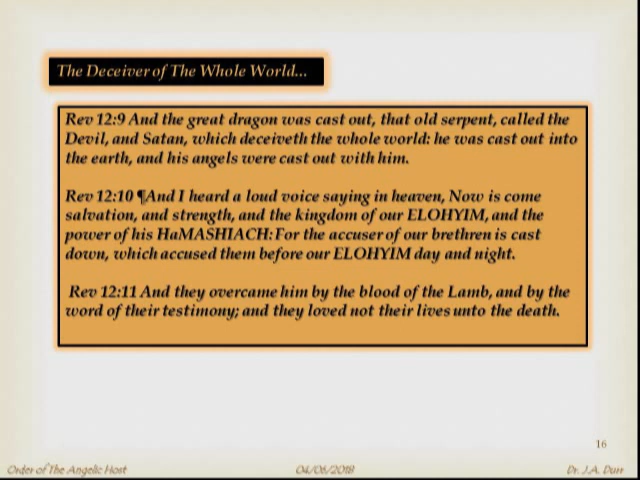 The Deceiver of The Whole World...
Rev 12:9 And the great dragon was cast out, that old serpent, called the
Devil, and Satan, which deceiveth the whole world: he was cast out into
the earth, and his angels were cast out with him.
Rev 12:10 ¶And I heard a loud voice saying in heaven, Now is come
salvation, and strength, and the kingdom of our ELOHYIM, and the
power of his HaMASHIACH: For the accuser of our brethren is cast
down, which accused them before our ELOHYIM day and night.
Rev 12:11 And they overcame him by the blood of the Lamb, and by the
word of their testimony; and they loved not their lives unto the death.
16
Order of The Angelic Host 04/06/2018 Dr. J.A. Durr